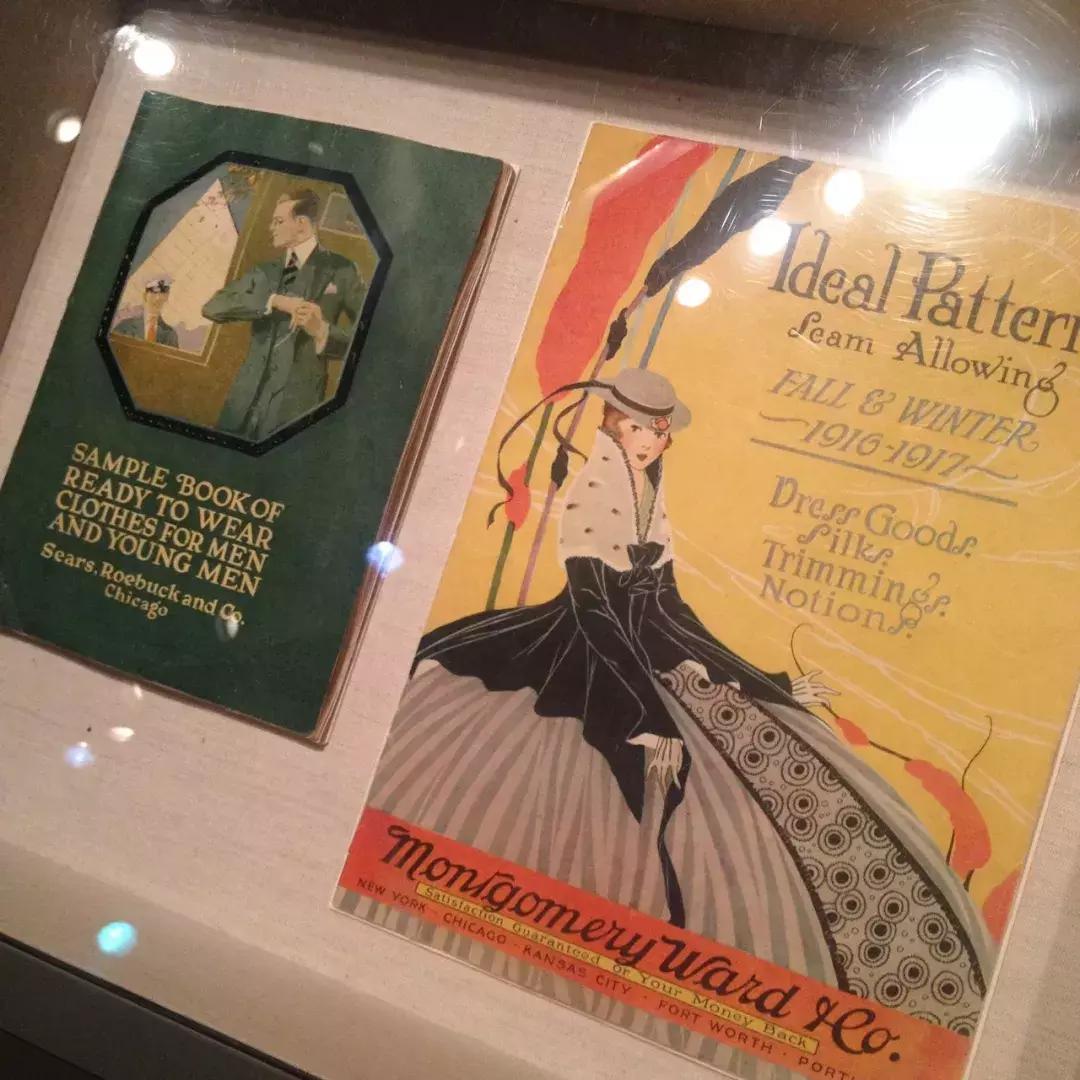 SAMPLE BOOK OF
READY TO WEAR
CLOTHES FOR MEN
AND YOUNG MEN
Sears, Roebuck and Co.
Chicago
Ideal Pattern
Seam Allowing
FALL & WINTER
1916-1917
Dress Goods.
Silks.
Trimmings.
Notions.
Montgomery Ward & Co.
Satisfaction Guaranteed or Your Money Back
NEW YORK - CHICAGO - KANSAS CITY · FORT WORTH · PORTL